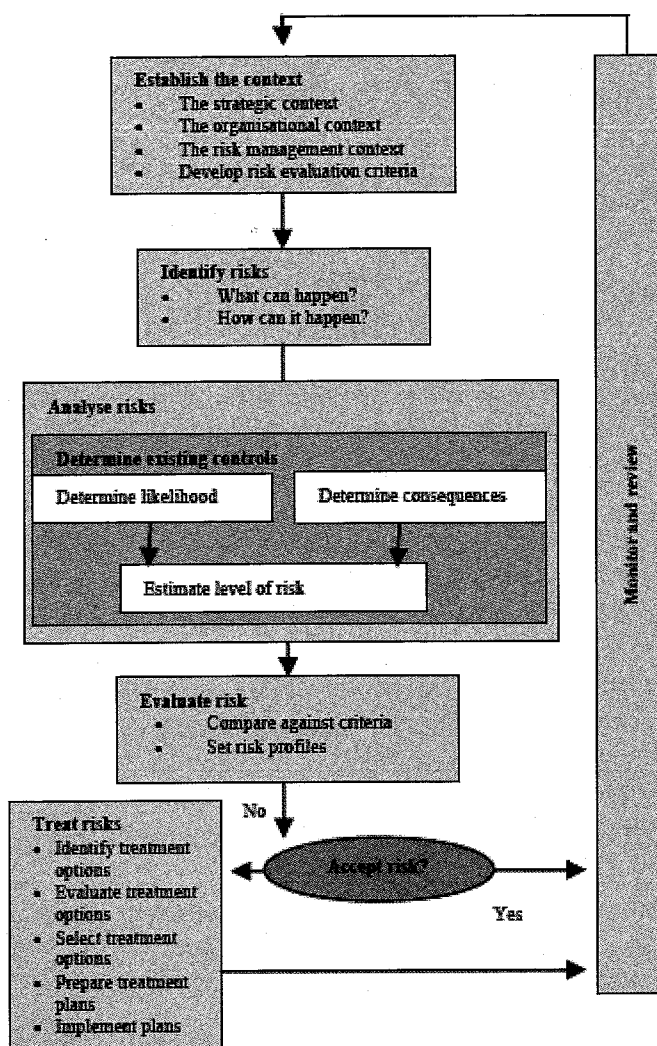 Establish the context
▪ The strategic context
▪ The organisational context
▪ The risk management context
▪ Develop risk evaluation criteria
Identify risks
▪ What can happen?
▪ How can it happen?
Analyse risks
Determine existing controls
Determine likelihood
Determine consequences
Estimate level of risk
Evaluate risk
▪ Compare against criteria
▪ Set risk profiles
No
Accept risk?
Yes
Treat risks
▪ Identify treatment
options
▪ Evaluate treatment
options
▪ Select treatment
options
▪ Prepare treatment
plans
▪ Implement plans
Monitor and review